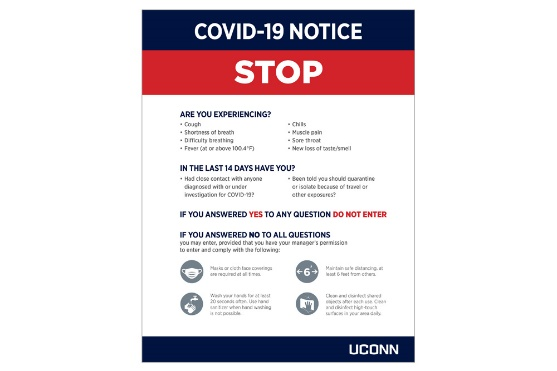 COVID-19 NOTICE
STOP
ARE YOU EXPERIENCING?
• Cough
• Shortness of breath
• Difficulty breathing
• Fever (at or above 100.4°F)
• Chills
• Muscle pain
• Sore throat
• New loss of taste/smell
IN THE LAST 14 DAYS HAVE YOU?
• Had close contact with anyone
diagnosed with or under
investigation for COVID-19?
• Been told you should quarantine
or isolate because of travel or
other exposures?
IF YOU ANSWERED YES TO ANY QUESTION DO NOT ENTER
IF YOU ANSWERED NO TO ALL QUESTIONS
you may enter, provided that you have your manager's permission
to enter and comply with the following:
Masks or cloth face coverings
are required at all times.
6'
Maintain safe distancing, at
least 6 feet from others.
Wash your hands for at least
20 seconds often. Use hand
sanitizer when hand washing
is not possible.
Clean and disinfect shared
objects after each use. Clean
and disinfect high-touch
surfaces in your area daily.
UCONN